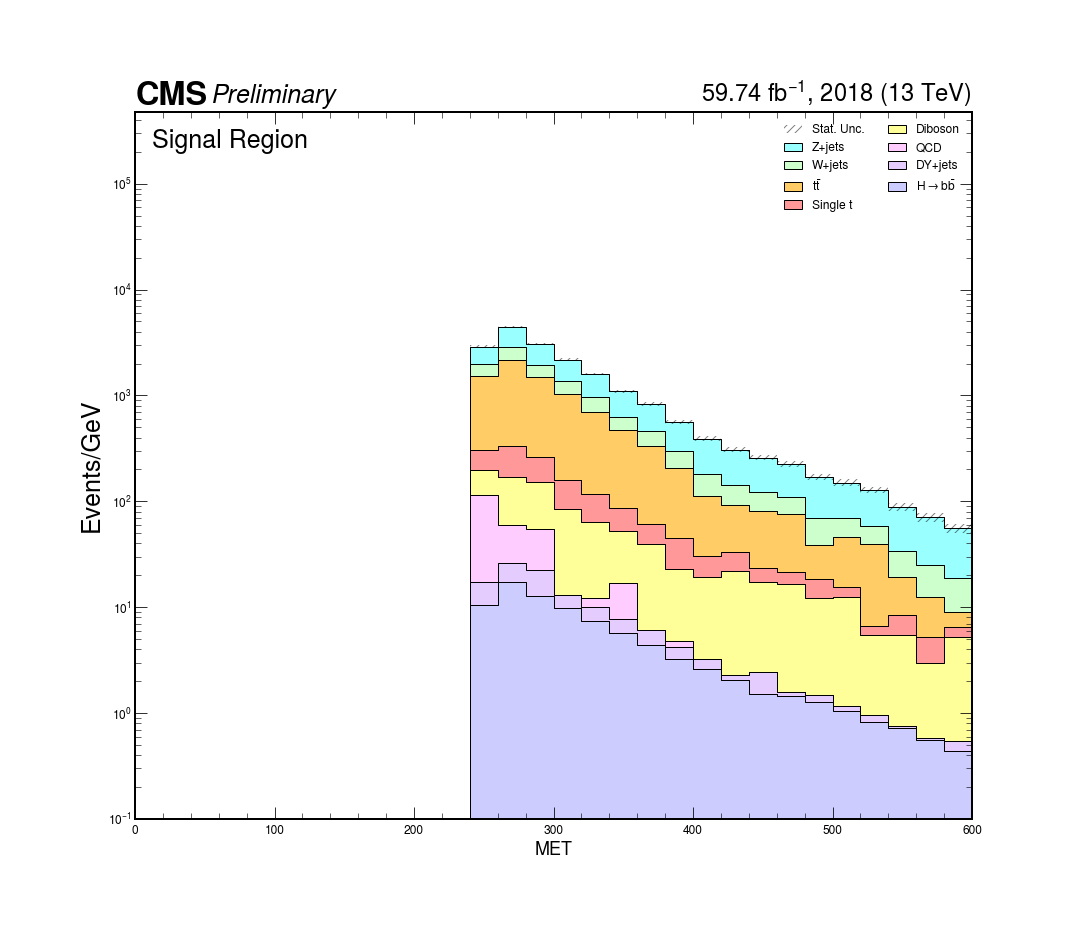 CMS Preliminary
59.74 fb⁻¹, 2018 (13 TeV)
Signal Region
Stat. Unc.
Z+jets
W+jets
tt̄
Single t
Diboson
QCD
DY+jets
H→bb̄
Events/GeV
10⁵
10⁴
10³
10²
10¹
10⁰
10⁻¹
0 100 200 300 400 500 600
MET